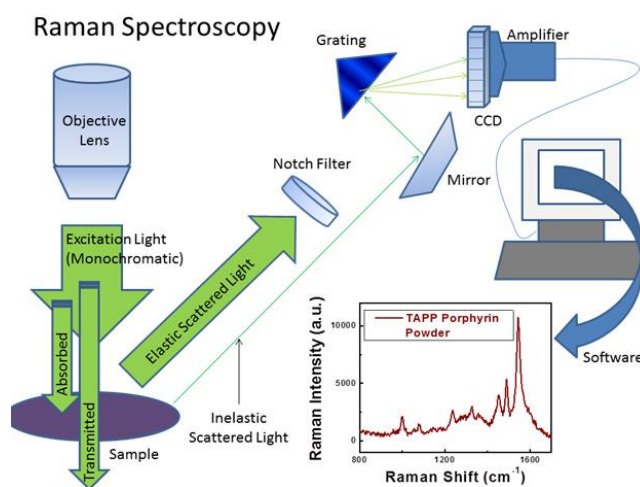 Raman Spectroscopy
Objective
Lens
Excitation Light
(Monochromatic)
Absorbed
Transmitted
Sample
Elastic Scattered Light
Notch Filter
Inelastic
Scattered Light
Grating
Mirror
CCD
Amplifier
Software
TAPP Porphyrin
Powder
Raman Intensity (a.u.)
10000
5000
0
800
1200
1600
Raman Shift (cm⁻¹)